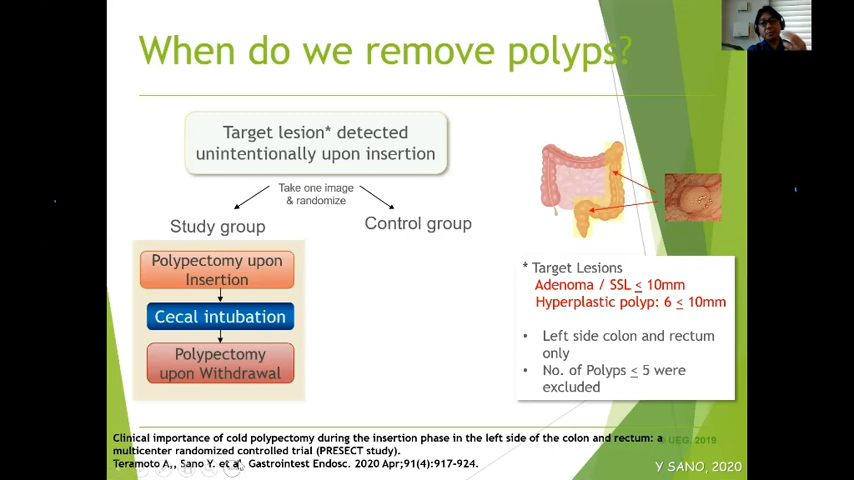 When do we remove polyps?
Target lesion* detected
unintentionally upon insertion
Take one image
& randomize
Study group
Control group
Polypectomy upon
Insertion
Cecal intubation
Polypectomy
upon Withdrawal
* Target Lesions
Adenoma / SSL ≤ 10mm
Hyperplastic polyp: 6 ≤ 10mm
• Left side colon and rectum
only
• No. of Polyps ≤ 5 were
excluded
Clinical importance of cold polypectomy during the insertion phase in the left side of the colon and rectum: a
multicenter randomized controlled trial (PRESECT study).
Teramoto A,, Sano Y. et al. Gastrointest Endosc. 2020 Apr;91(4):917-924.
UEG, 2019
Y SANO, 2020